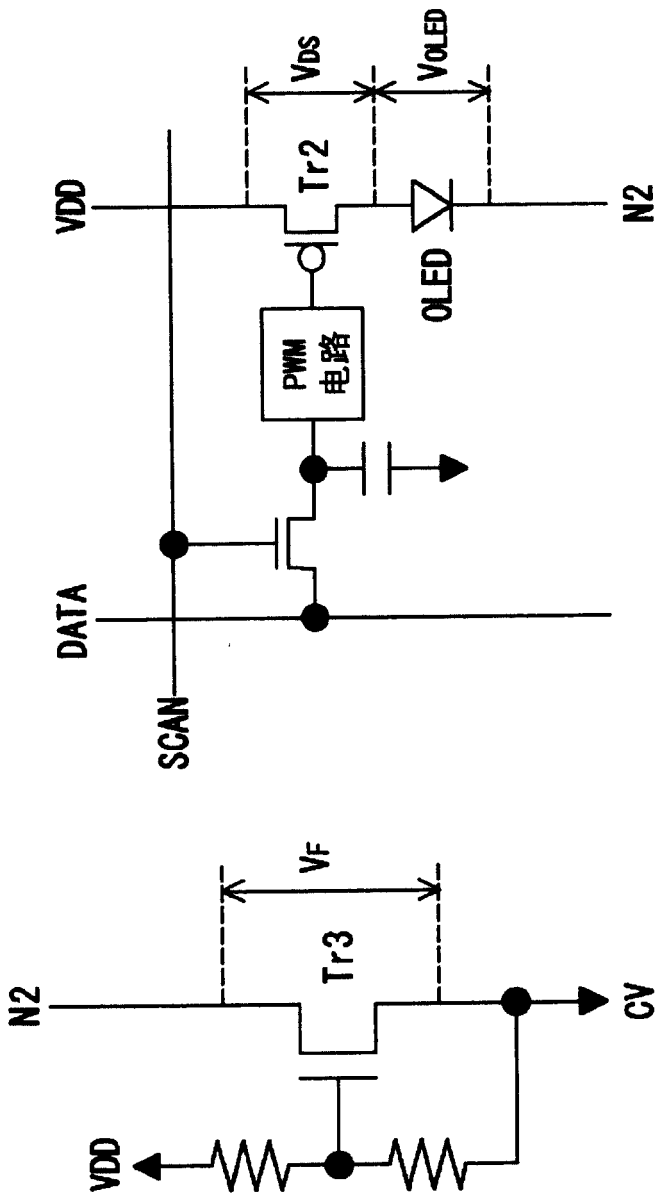 VDD
SCAN
DATA
PWM
电路
Tr2
VDS
VOLED
OLED
N2
N2
VDD
Tr3
VF
CV